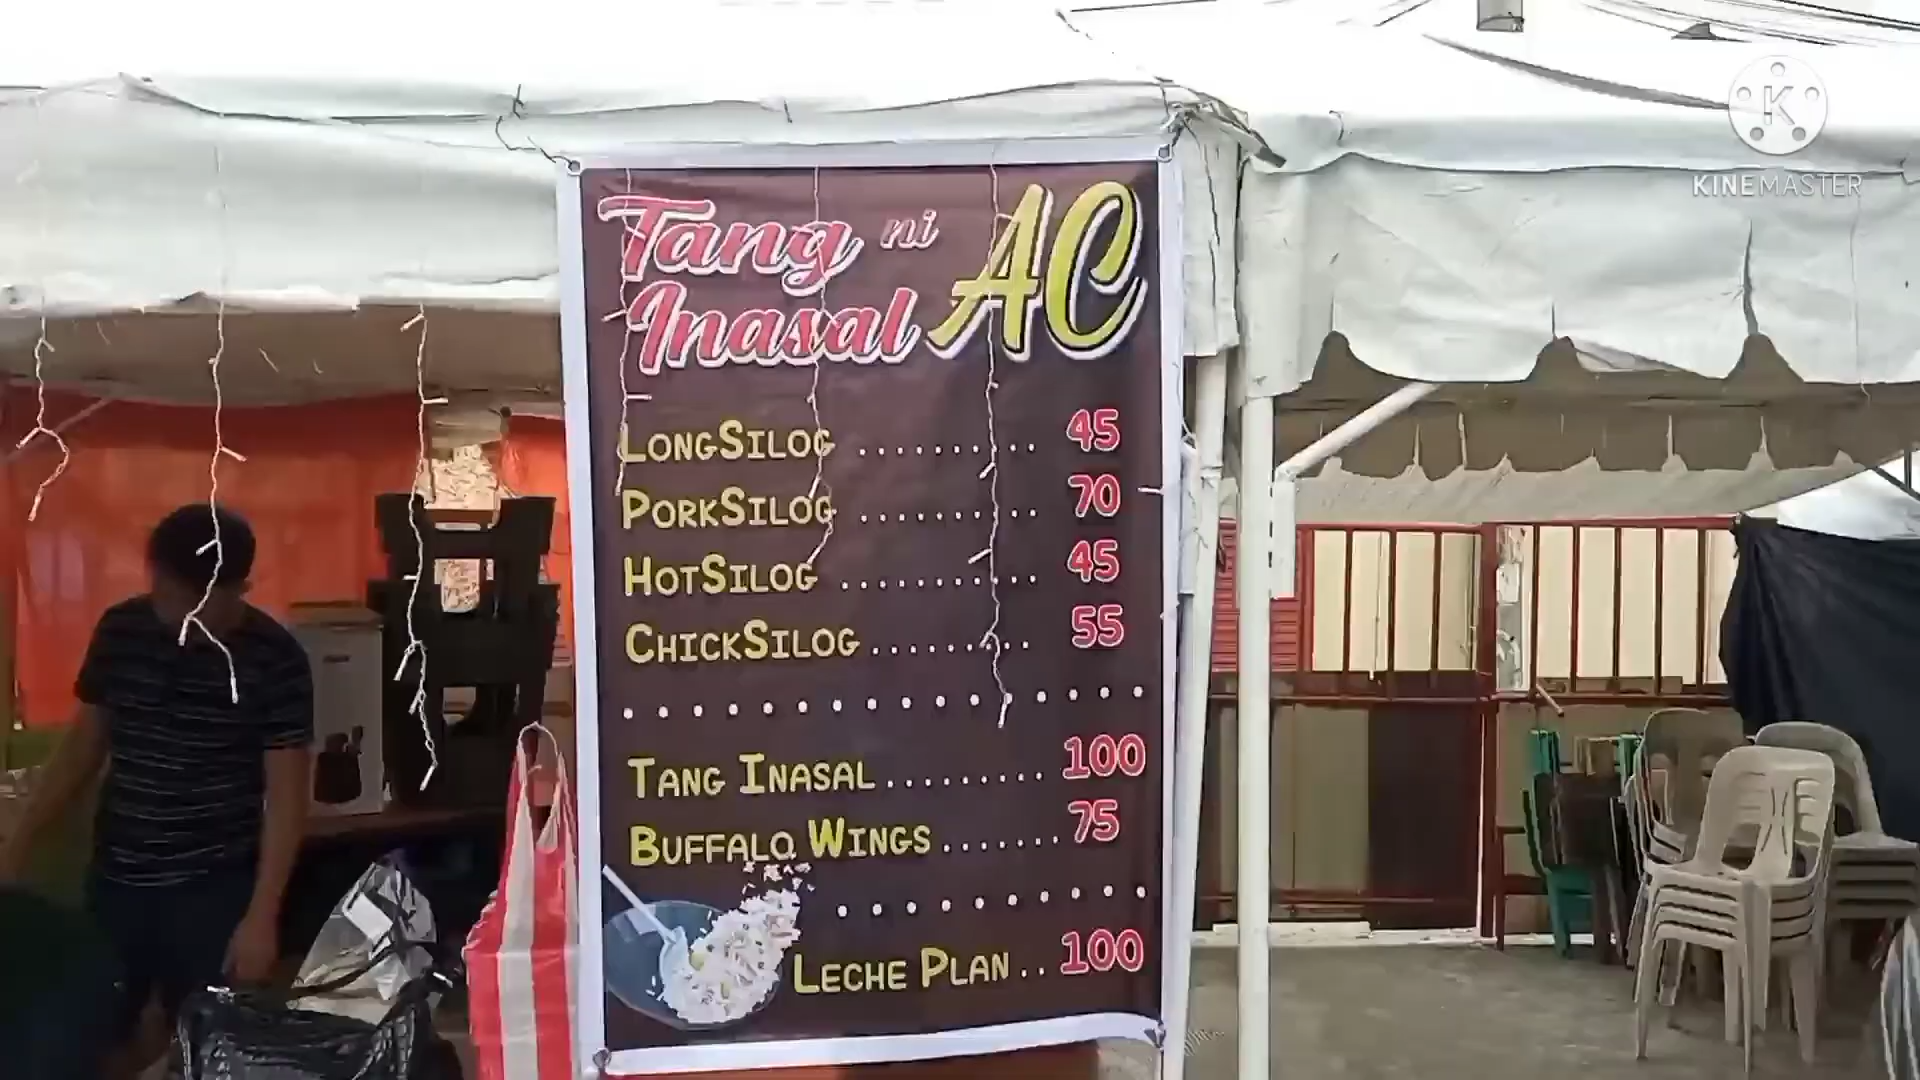 Tang ni AC
Inasal
LONGSILOG .......... 45
PORKSILOG .......... 70
HOTSILOG .......... 45
CHICKSILOG ......... 55
TANG INASAL ......... 100
BUFFALO WINGS ....... 75
LECHE PLAN .. 100
K
KINEMASTER